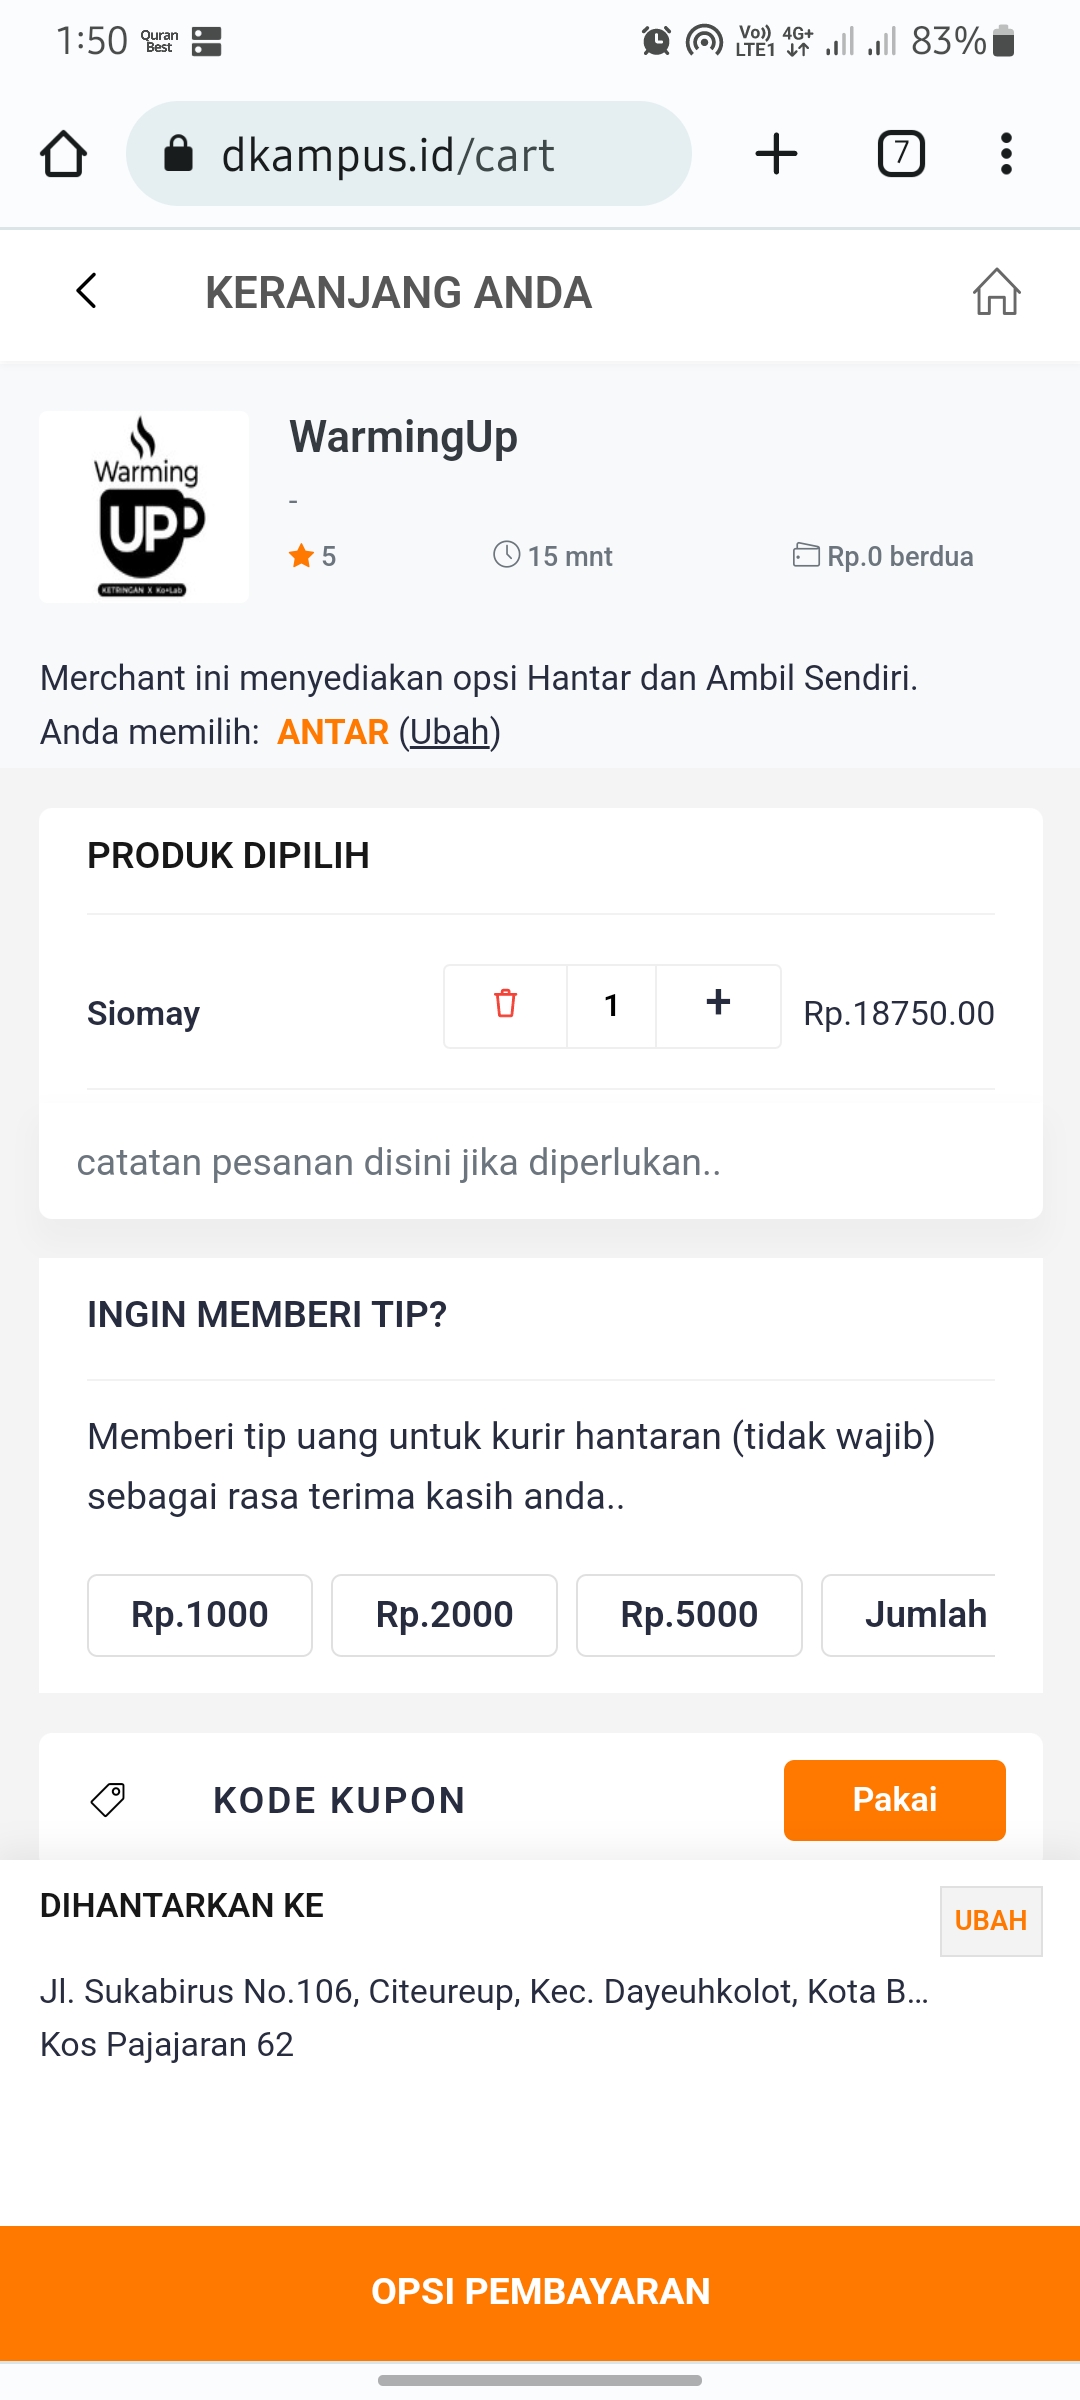 1:50
Quran
Best
Vo))
LTE1
4G+
83%
dkampus.id/cart
7
KERANJANG ANDA
Warming
UP
KETRINGAN X Ko+Lab
WarmingUp
-
5
15 mnt
Rp.0 berdua
Merchant ini menyediakan opsi Hantar dan Ambil Sendiri.
Anda memilih: ANTAR (Ubah)
PRODUK DIPILIH
Siomay
1
+
Rp.18750.00
catatan pesanan disini jika diperlukan..
INGIN MEMBERI TIP?
Memberi tip uang untuk kurir hantaran (tidak wajib)
sebagai rasa terima kasih anda..
Rp.1000
Rp.2000
Rp.5000
Jumlah
KODE KUPON
Pakai
DIHANTARKAN KE
UBAH
Jl. Sukabirus No.106, Citeureup, Kec. Dayeuhkolot, Kota B...
Kos Pajajaran 62
OPSI PEMBAYARAN